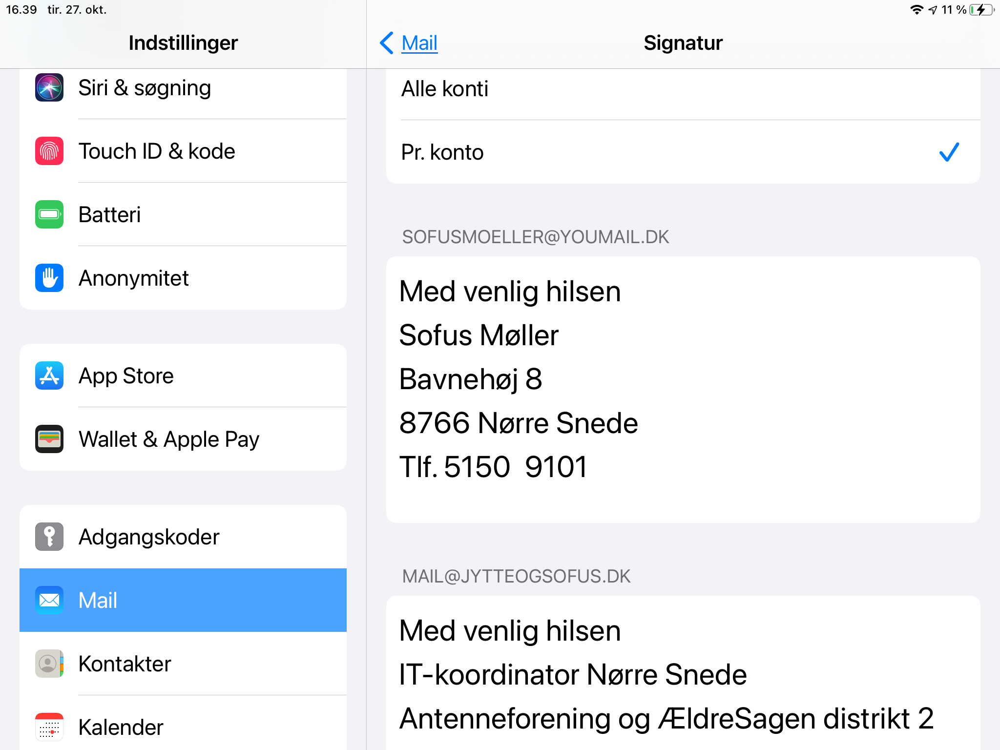 16.39 tir. 27. okt.
11 %
Indstillinger
Siri & søgning
Touch ID & kode
Batteri
Anonymitet
App Store
Wallet & Apple Pay
Adgangskoder
Mail
Kontakter
Kalender
Mail
Signatur
Alle konti
Pr. konto
SOFUSMOELLER@YOUMAIL.DK
Med venlig hilsen
Sofus Møller
Bavnehøj 8
8766 Nørre Snede
Tlf. 5150  9101
MAIL@JYTTEOGSOFUS.DK
Med venlig hilsen
IT-koordinator Nørre Snede
Antenneforening og ÆldreSagen distrikt 2